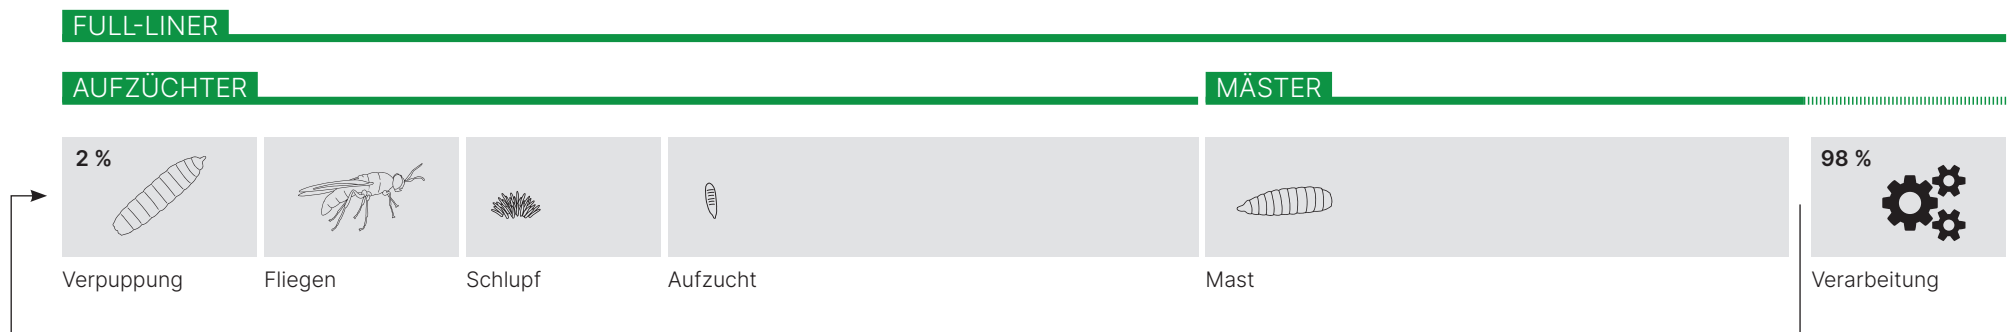 FULL-LINER
AUFZÜCHTER
MÄSTER
2 %
98 %
Verpuppung
Fliegen
Schlupf
Aufzucht
Mast
Verarbeitung